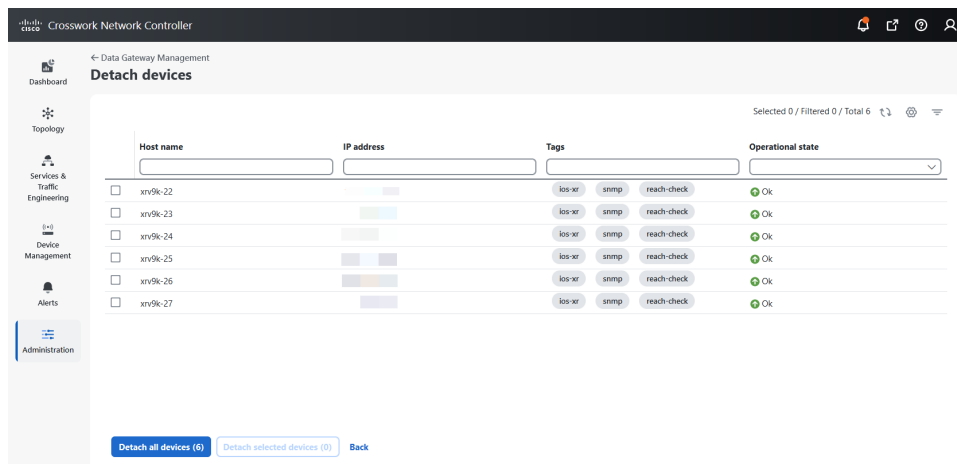 cisco Crosswork Network Controller
← Data Gateway Management
Detach devices
Dashboard
Topology
Services &
Traffic
Engineering
Device
Management
Alerts
Administration
Selected 0 / Filtered 0 / Total 6
Host name IP address Tags Operational state
xrv9k-22 ios-xr snmp reach-check Ok
xrv9k-23 ios-xr snmp reach-check Ok
xrv9k-24 ios-xr snmp reach-check Ok
xrv9k-25 ios-xr snmp reach-check Ok
xrv9k-26 ios-xr snmp reach-check Ok
xrv9k-27 ios-xr snmp reach-check Ok
Detach all devices (6) Detach selected devices (0) Back